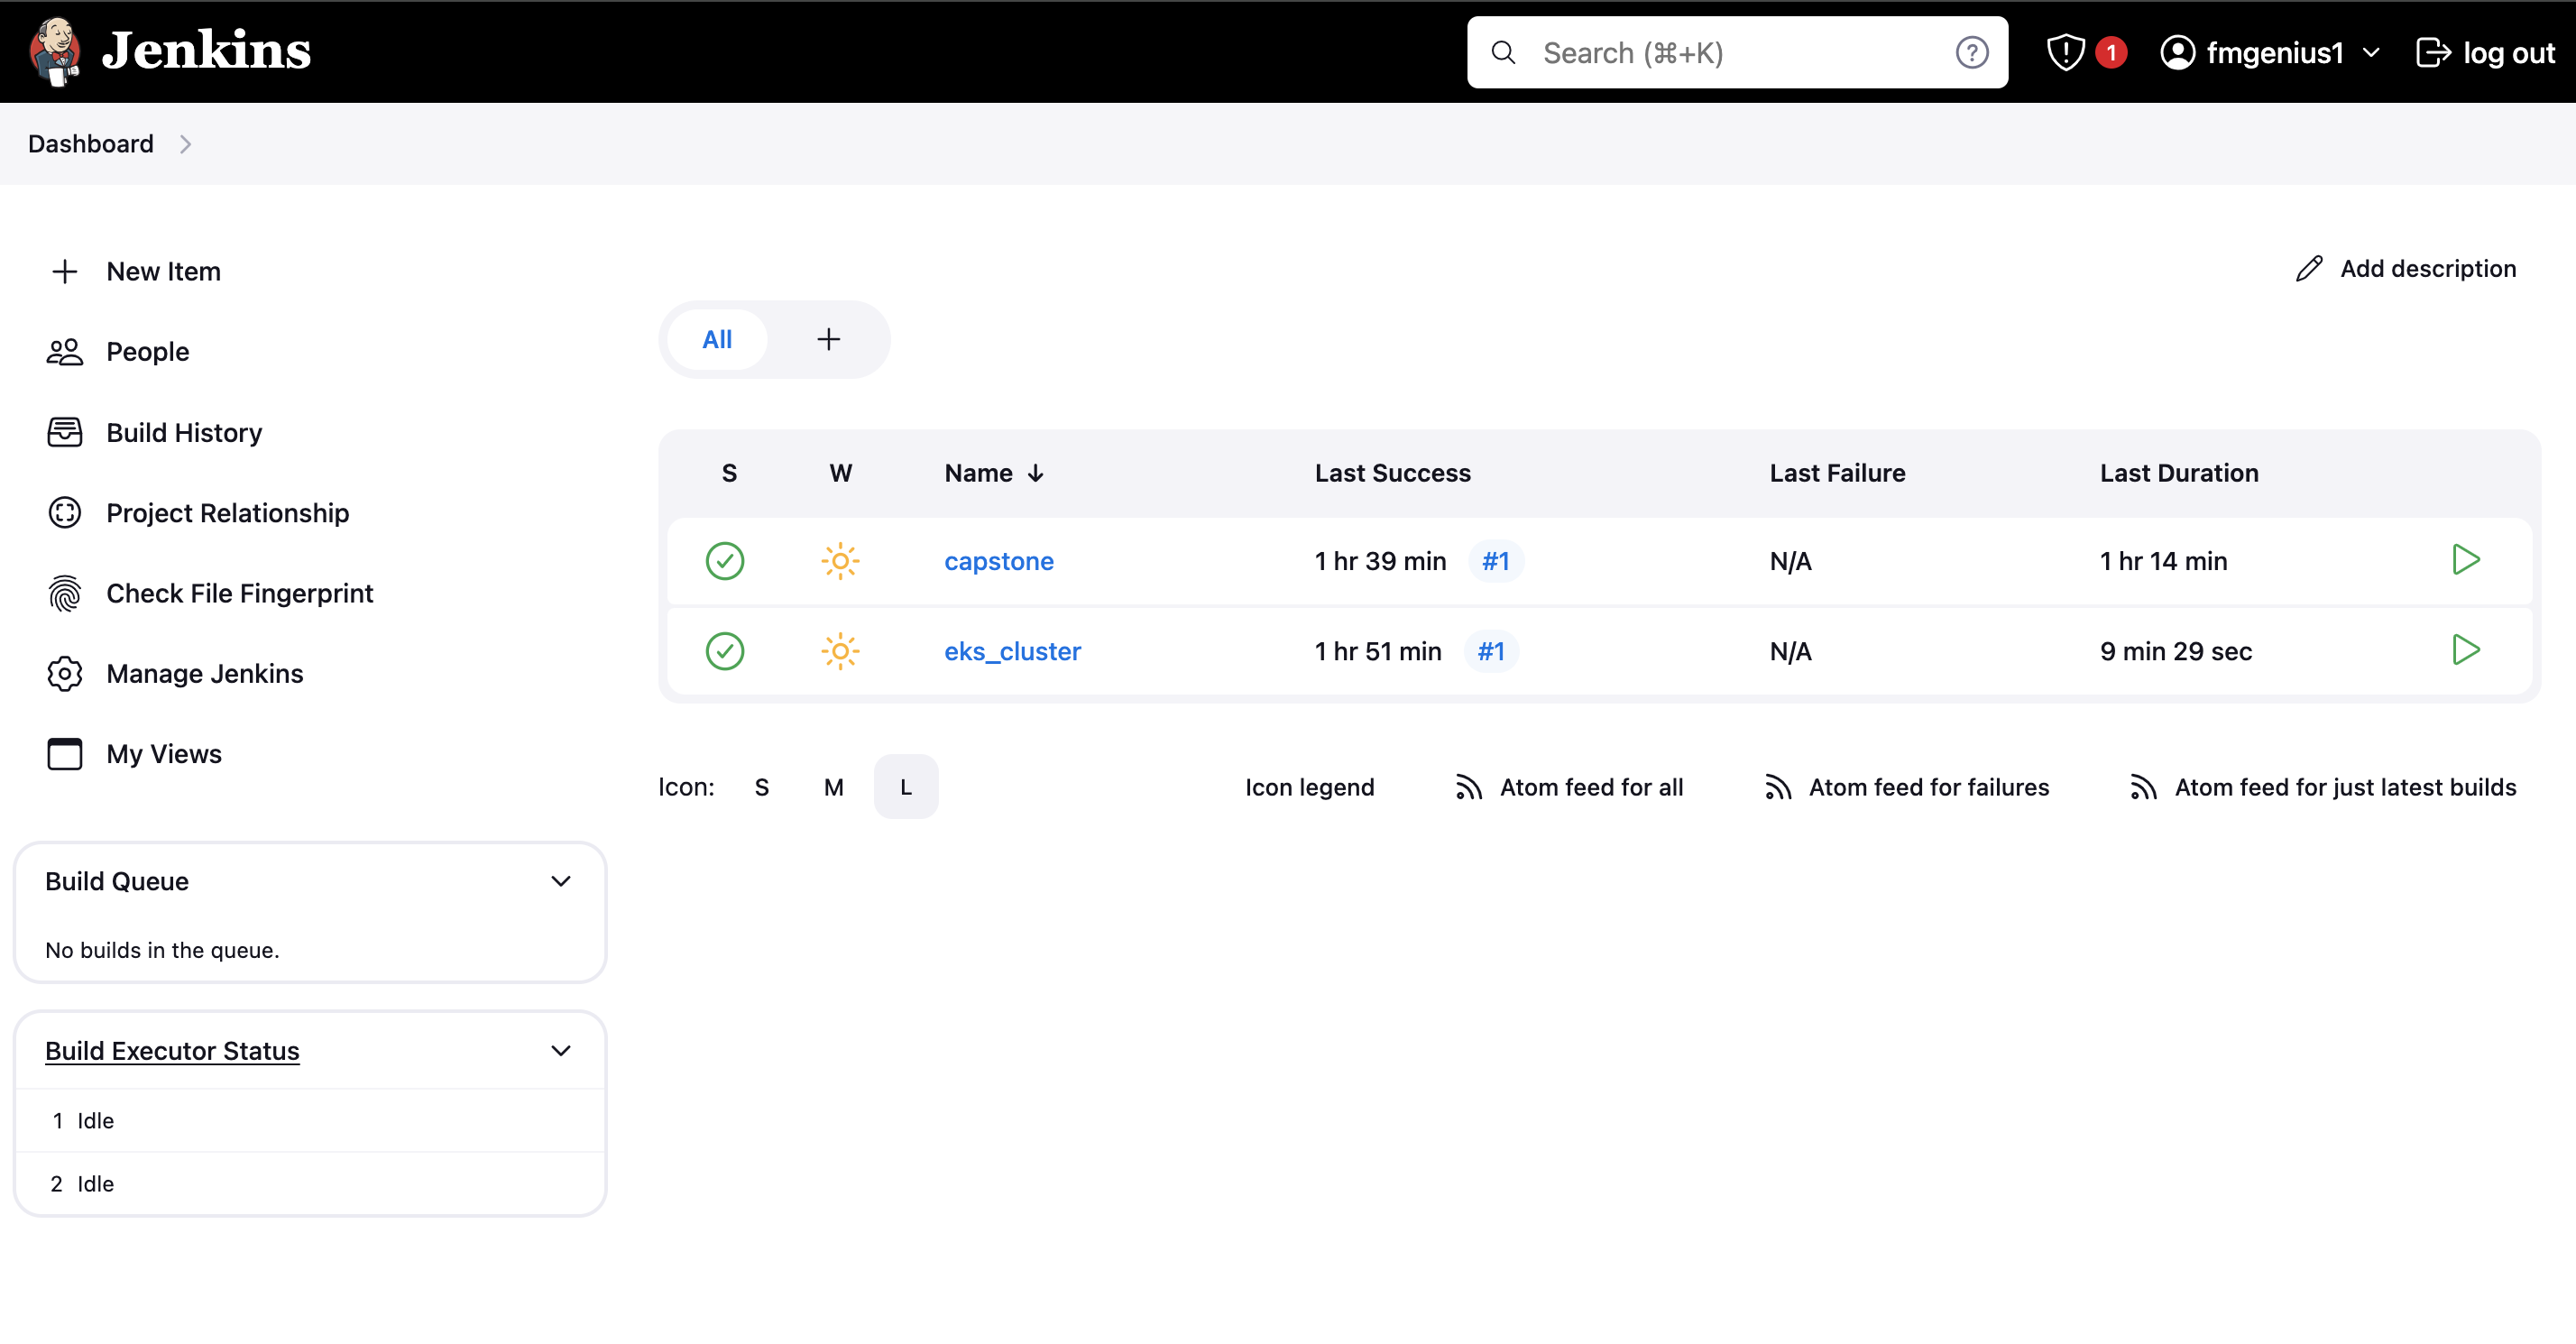 Jenkins
Search (⌘+K)
1
fmgenius1
log out
Dashboard
New Item
People
Build History
Project Relationship
Check File Fingerprint
Manage Jenkins
My Views
Build Queue
No builds in the queue.
Build Executor Status
1 Idle
2 Idle
Add description
All +
S W Name ↓ Last Success Last Failure Last Duration
capstone 1 hr 39 min #1 N/A 1 hr 14 min
eks_cluster 1 hr 51 min #1 N/A 9 min 29 sec
Icon: S M L
Icon legend
Atom feed for all
Atom feed for failures
Atom feed for just latest builds